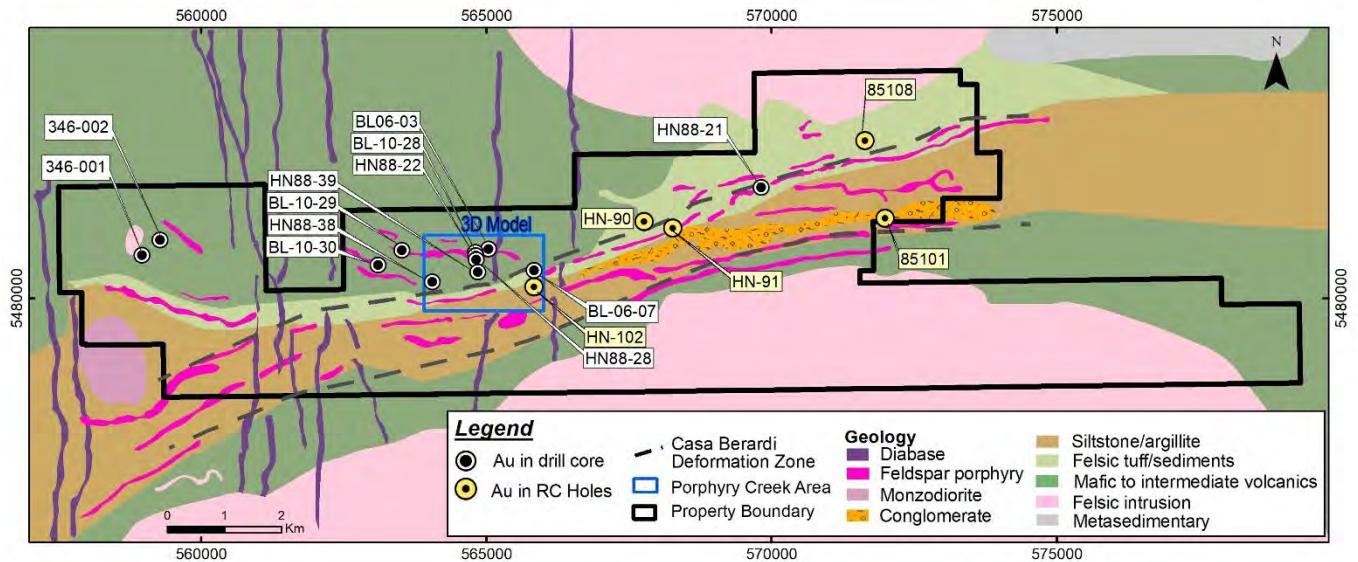 560000
565000
570000
575000
N
85108
346-002
BL06-03
BL-10-28
HN88-22
HN88-21
346-001
HN88-39
BL-10-29
HN88-38
BL-10-30
3D Model
HN-90
HN-91
85101
5480000
5480000
BL-06-07
HN-102
HN88-28
Legend
Au in drill core
Au in RC Holes
Casa Berardi
Deformation Zone
Porphyry Creek Area
Property Boundary
Geology
Diabase
Feldspar porphyry
Monzodiorite
Conglomerate
Siltstone/argillite
Felsic tuff/sediments
Mafic to intermediate volcanics
Felsic intrusion
Metasedimentary
0 1 2
Km
560000
565000
570000
575000